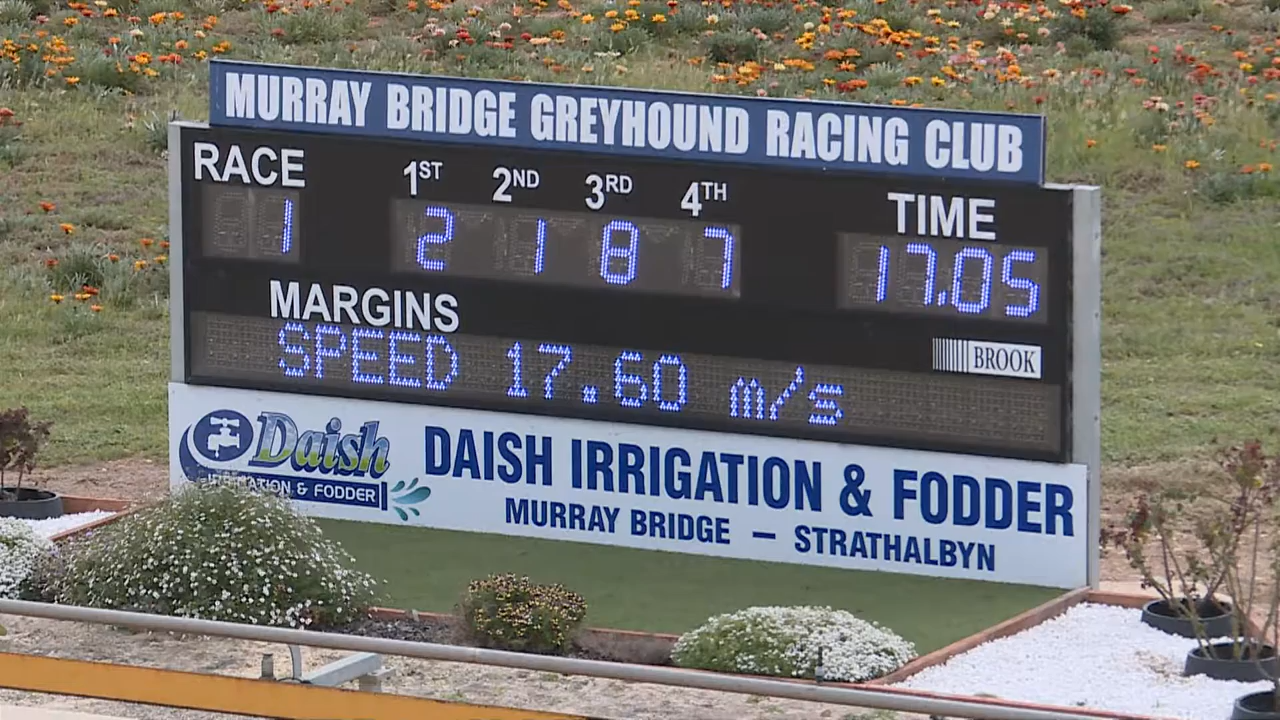 MURRAY BRIDGE GREYHOUND RACING CLUB
RACE 1ST 2ND 3RD 4TH TIME
1 2 1 8 7 17.05
MARGINS
SPEED 17.60 m/s
BROOK
Daish
IRRIGATION & FODDER
DAISH IRRIGATION & FODDER
MURRAY BRIDGE – STRATHALBYN